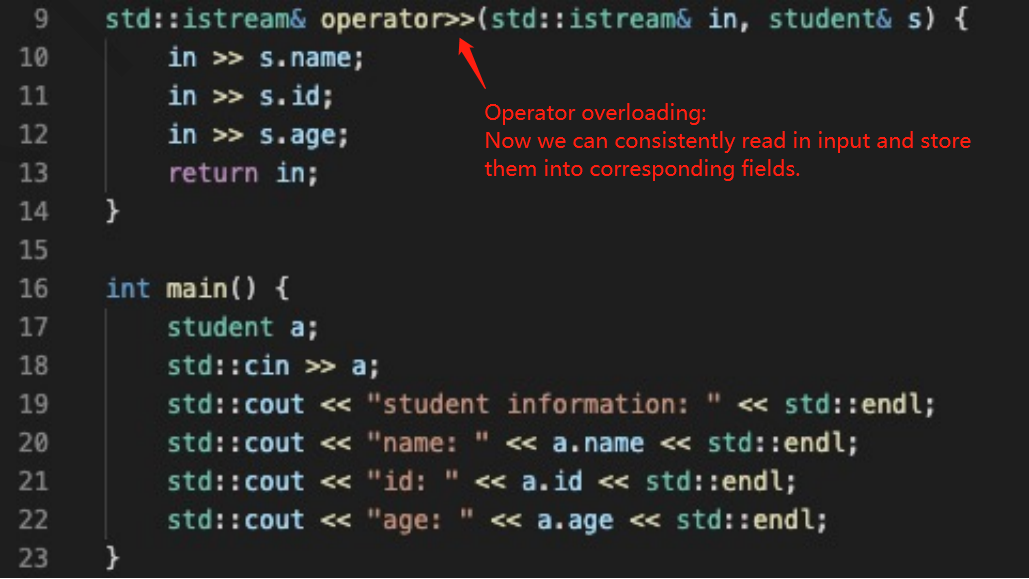 9 std::istream& operator>>(std::istream& in, student& s) {
10 in >> s.name;
11 in >> s.id;
12 in >> s.age;
13 return in;
14 }
15
16 int main() {
17 student a;
18 std::cin >> a;
19 std::cout << "student information: " << std::endl;
20 std::cout << "name: " << a.name << std::endl;
21 std::cout << "id: " << a.id << std::endl;
22 std::cout << "age: " << a.age << std::endl;
23 }
Operator overloading:
Now we can consistently read in input and store
them into corresponding fields.